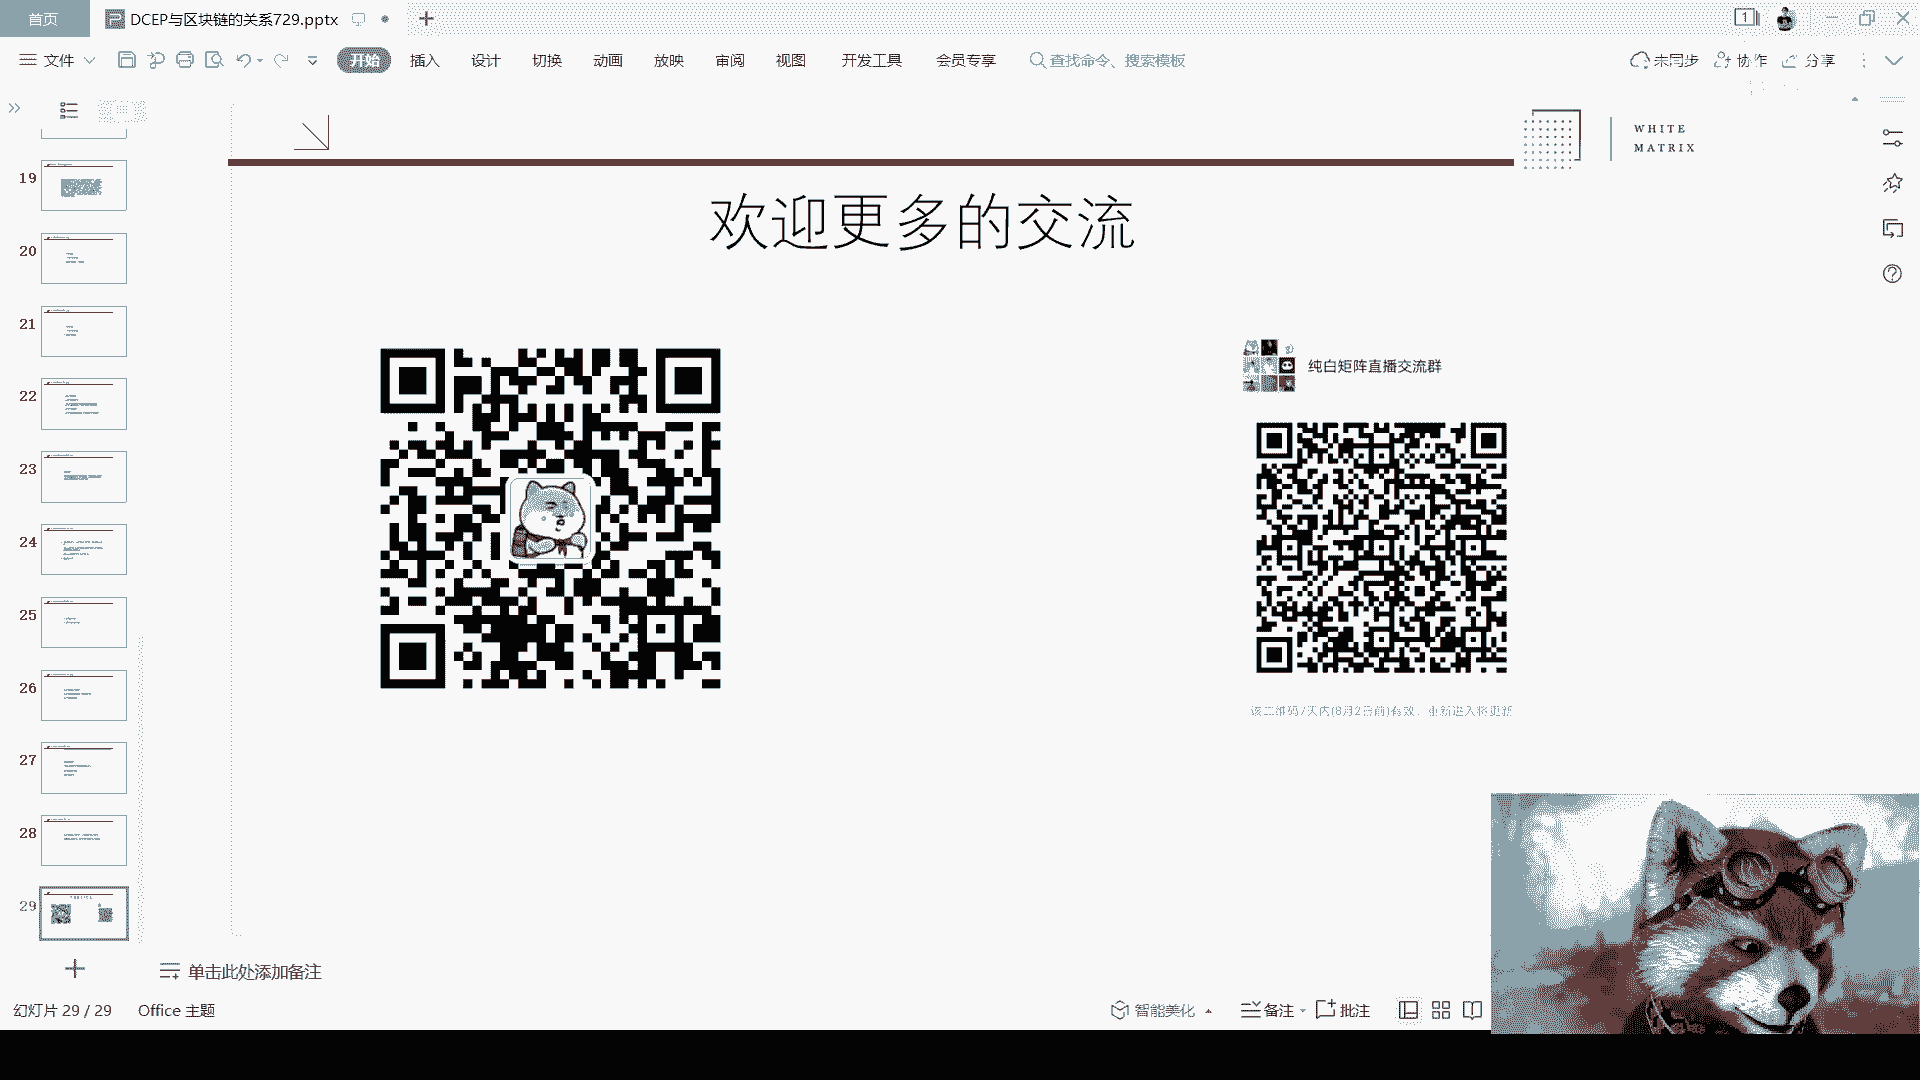 首页
DCEP与区块链的关系729.pptx
文件
开始
插入
设计
切换
动画
放映
审阅
视图
开发工具
会员专享
查找命令、搜索模板
未同步
协作
分享
WHITE
MATRIX
欢迎更多的交流
纯白矩阵直播交流群
该二维码7天内(8月2日前)有效，重新进入将更新
19
20
21
22
23
24
25
26
27
28
29
单击此处添加备注
幻灯片 29 / 29
Office 主题
智能美化
备注
批注